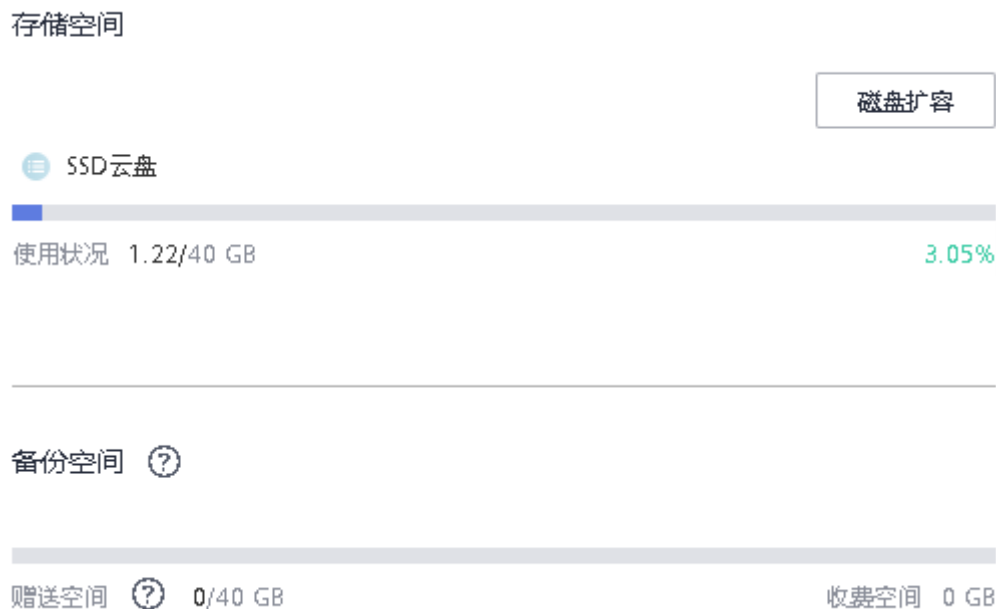 存储空间
磁盘扩容
SSD云盘
使用状况 1.22/40 GB 3.05%
备份空间 ?
赠送空间 ? 0/40 GB 收费空间 0 GB